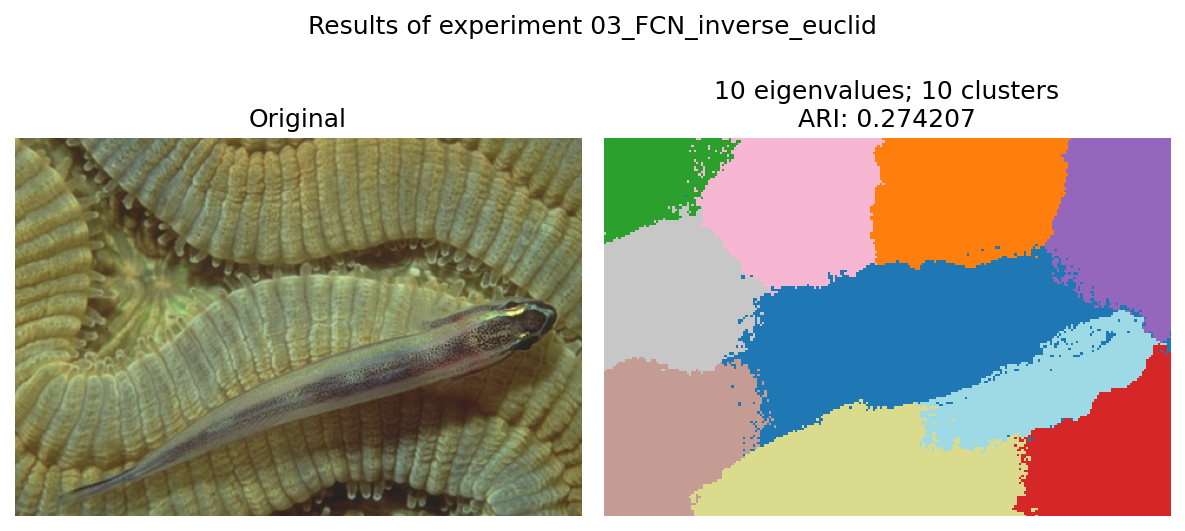 Results of experiment 03_FCN_inverse_euclid
Original
10 eigenvalues; 10 clusters
ARI: 0.274207